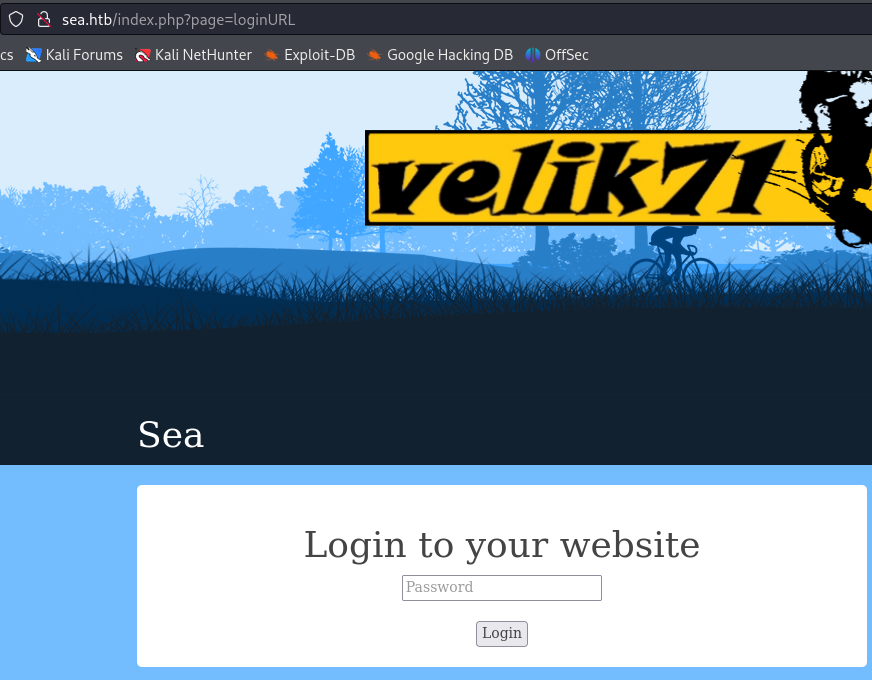 sea.htb/index.php?page=loginURL
cs Kali Forums Kali NetHunter Exploit-DB Google Hacking DB OffSec
velik71
Sea
Login to your website
Password
Login